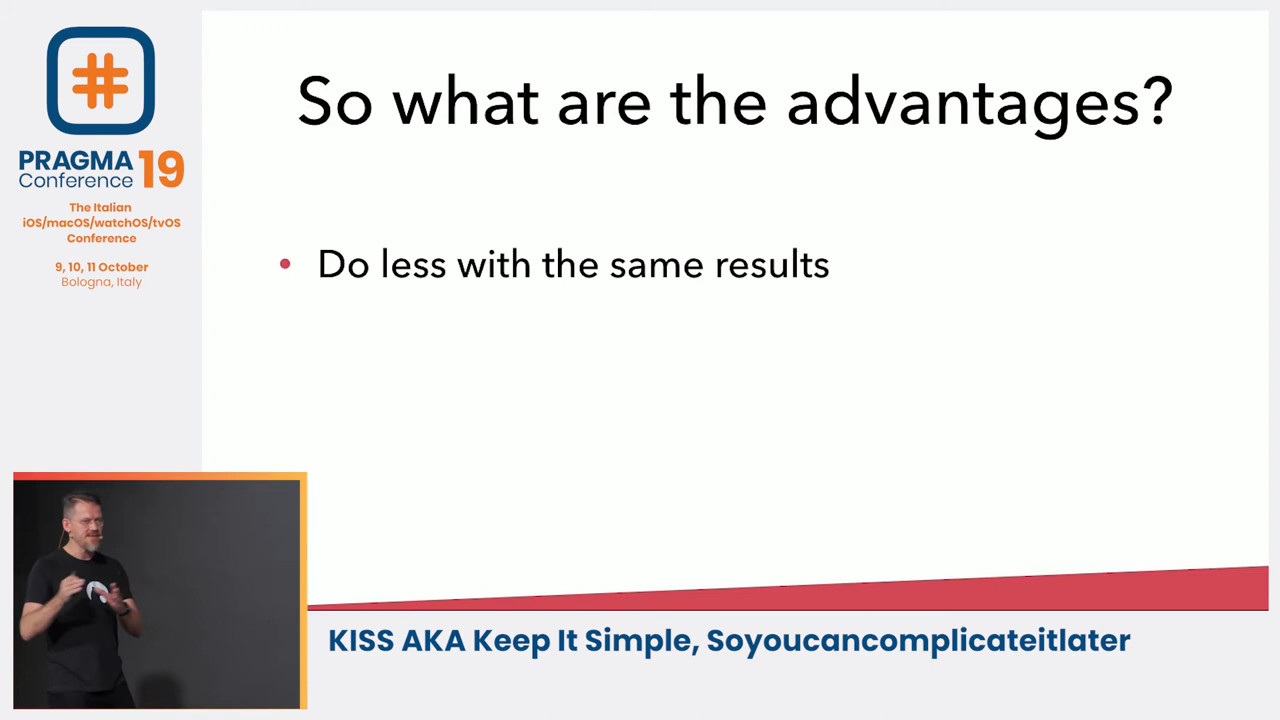 #
PRAGMA
Conference 19
The Italian
iOS/macOS/watchOS/tvOS
Conference
9, 10, 11 October
Bologna, Italy
So what are the advantages?
• Do less with the same results
KISS AKA Keep It Simple, Soyoucancomplicateitlater